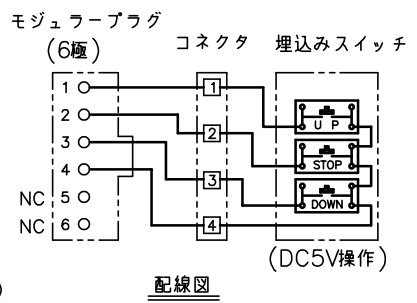 モジュラープラグ
(6極)
コネクタ
埋込みスイッチ
1
2
3
4
NC 5
NC 6
1
2
3
4
UP
STOP
DOWN
(DC5V操作)
)
配線図